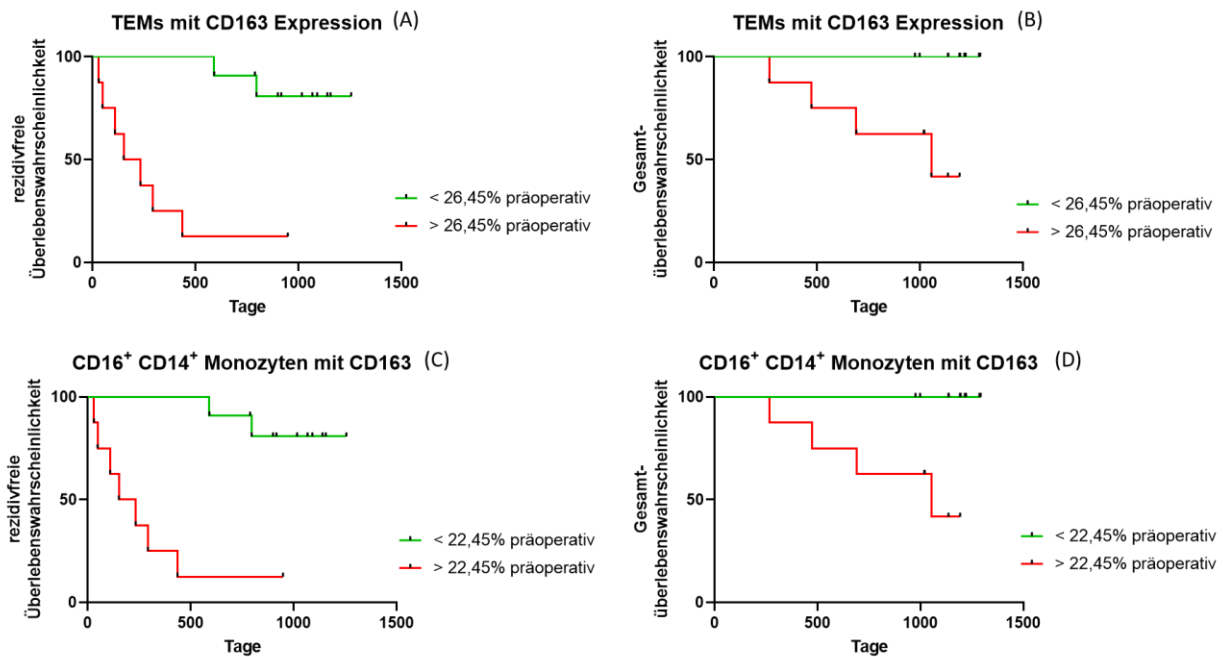 TEMs mit CD163 Expression (A)
100
50
0
rezidivfreie
Überlebenswahrscheinlichkeit
0 500 1000 1500
Tage
< 26,45% präoperativ
> 26,45% präoperativ
TEMs mit CD163 Expression (B)
100
50
0
Gesamt-
überlebenswahrscheinlichkeit
0 500 1000 1500
Tage
< 26,45% präoperativ
> 26,45% präoperativ
CD16⁺ CD14⁺ Monozyten mit CD163 (C)
100
50
0
rezidivfreie
Überlebenswahrscheinlichkeit
0 500 1000 1500
Tage
< 22,45% präoperativ
> 22,45% präoperativ
CD16⁺ CD14⁺ Monozyten mit CD163 (D)
100
50
0
Gesamt-
überlebenswahrscheinlichkeit
0 500 1000 1500
Tage
< 22,45% präoperativ
> 22,45% präoperativ